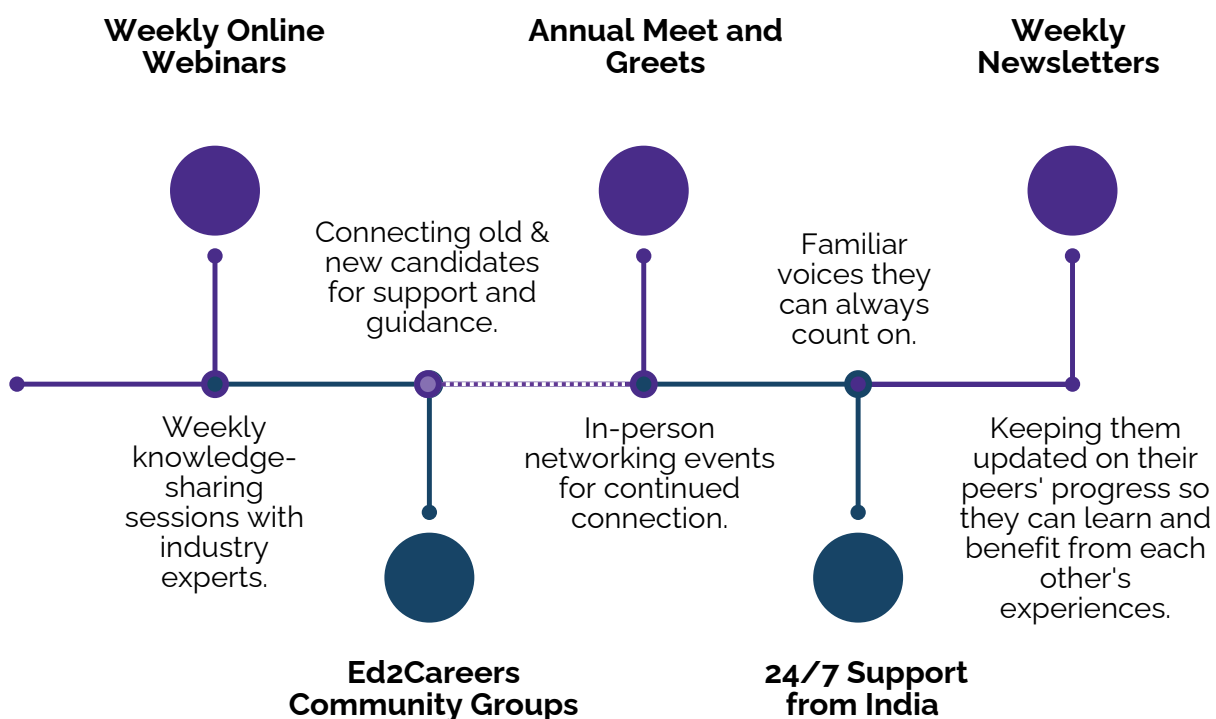 Weekly Online
Webinars
Annual Meet and
Greets
Weekly
Newsletters
Connecting old &
new candidates
for support and
guidance.
Familiar
voices they
can always
count on.
Weekly
knowledge-
sharing
sessions with
industry
experts.
In-person
networking events
for continued
connection.
Keeping them
updated on their
peers' progress so
they can learn and
benefit from each
other's
experiences.
Ed2Careers
Community Groups
24/7 Support
from India